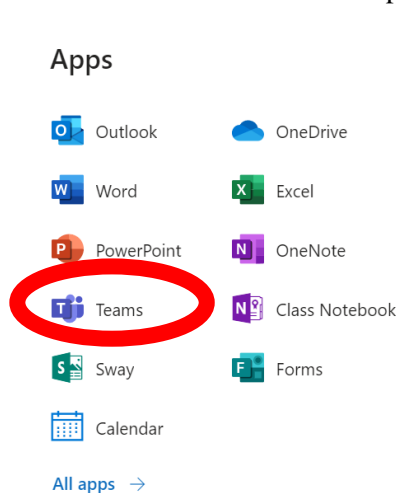 Apps
Outlook OneDrive
Word Excel
PowerPoint OneNote
Teams Class Notebook
Sway Forms
Calendar
All apps →